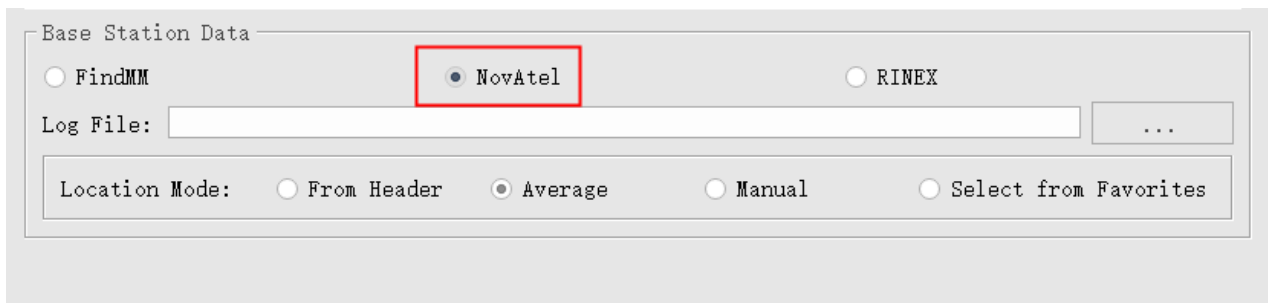 Base Station Data
FindMM NovAtel RINEX
Log File: ...
Location Mode: From Header Average Manual Select from Favorites